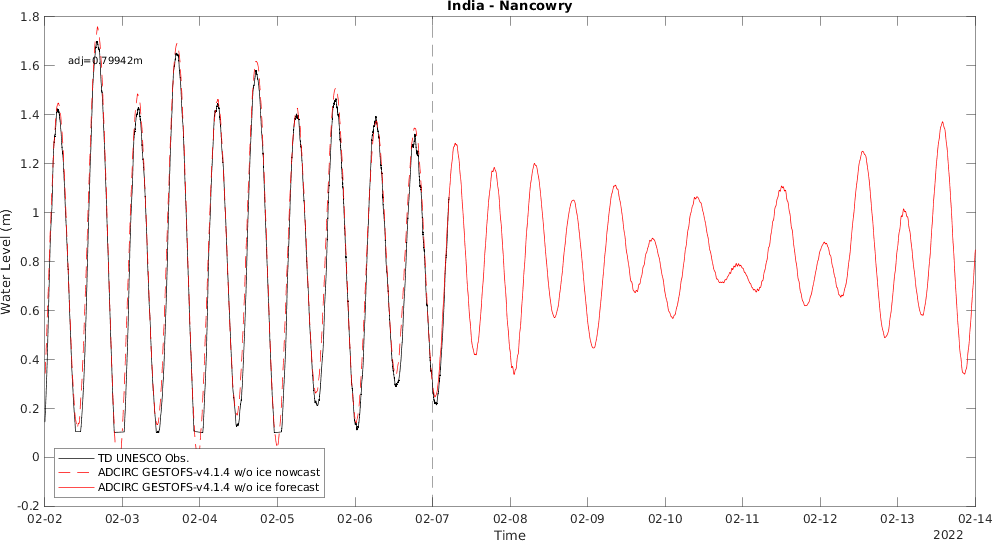 India - Nancowry
1.8
1.6
1.4
1.2
1
0.8
0.6
0.4
0.2
0
-0.2
Water Level (m)
adj=0.79942m
TD UNESCO Obs.
ADCIRC GESTOFS-v4.1.4 w/o ice nowcast
ADCIRC GESTOFS-v4.1.4 w/o ice forecast
02-02 02-03 02-04 02-05 02-06 02-07 02-08 02-09 02-10 02-11 02-12 02-13 02-14
Time
2022